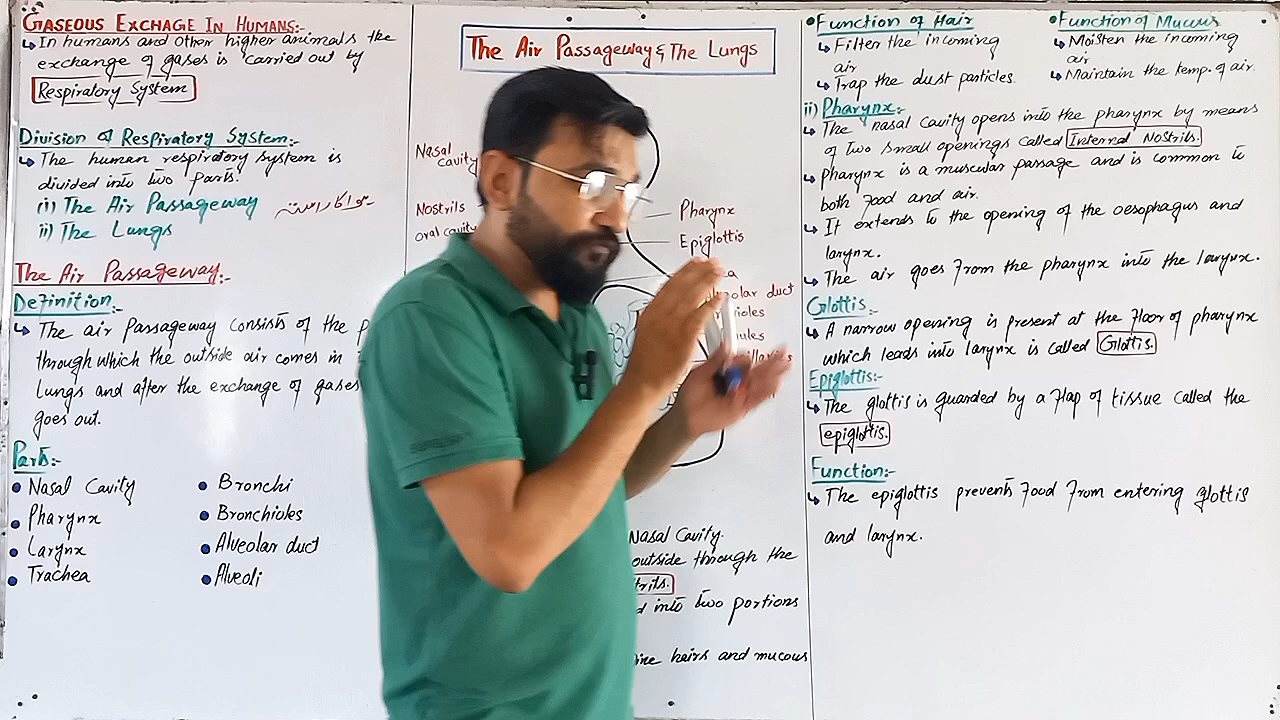 GASEOUS EXCHAGE IN HUMANS:-
In humans and other higher animals the
exchange of gases is carried out by
Respiratory System
Division of Respiratory System:-
The human respiratory system is
divided into two parts.
(i) The Air Passageway
ii) The Lungs
The Air Passageway:-
Definition:-
The air passageway consists of the
through which the outside air comes in
Lungs and after the exchange of gases
goes out.
Parts:-
Nasal Cavity
Pharynx
Larynx
Trachea
Bronchi
Bronchioles
Alveolar duct
Alveoli
The Air Passageway & The Lungs
Nasal
cavity
Nostrils
oral cavity
Pharynx
Epiglottis
duct
Nasal Cavity.
outside through the
into two portions
hairs and mucous
Function of Hair
Filter the incoming
air
Trap the dust particles.
Function of Mucus
Moisten the incoming
air
Maintain the temp. of air.
ii) Pharynx:-
The nasal cavity opens into the pharynx by means
of two small openings called Internal Nostrils.
pharynx is a muscular passage and is common to
both food and air.
It extends to the opening of the oesophagus and
larynx.
The air goes from the pharynx into the larynx.
Glottis:-
A narrow opening is present at the floor of pharynx
which leads into larynx is called Glottis.
Epiglottis:-
The glottis is guarded by a flap of tissue called the
epiglottis.
Function:-
The epiglottis prevents food from entering glottis
and larynx.